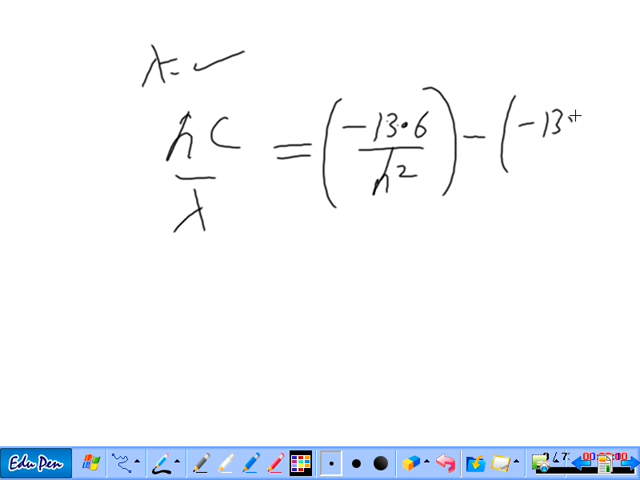 λ = ✓
hc/λ = (-13.6/n²) - (-13.
Edu Pen